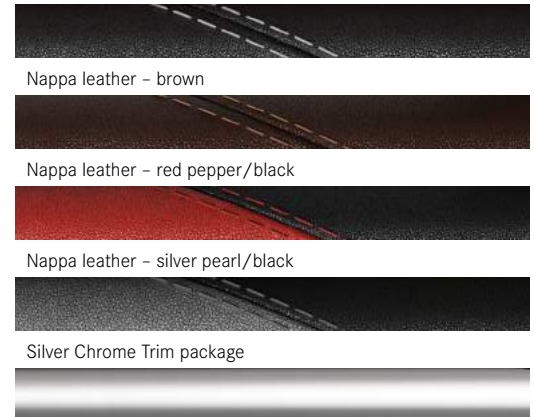 Nappa leather – brown
Nappa leather – red pepper/black
Nappa leather – silver pearl/black
Silver Chrome Trim package